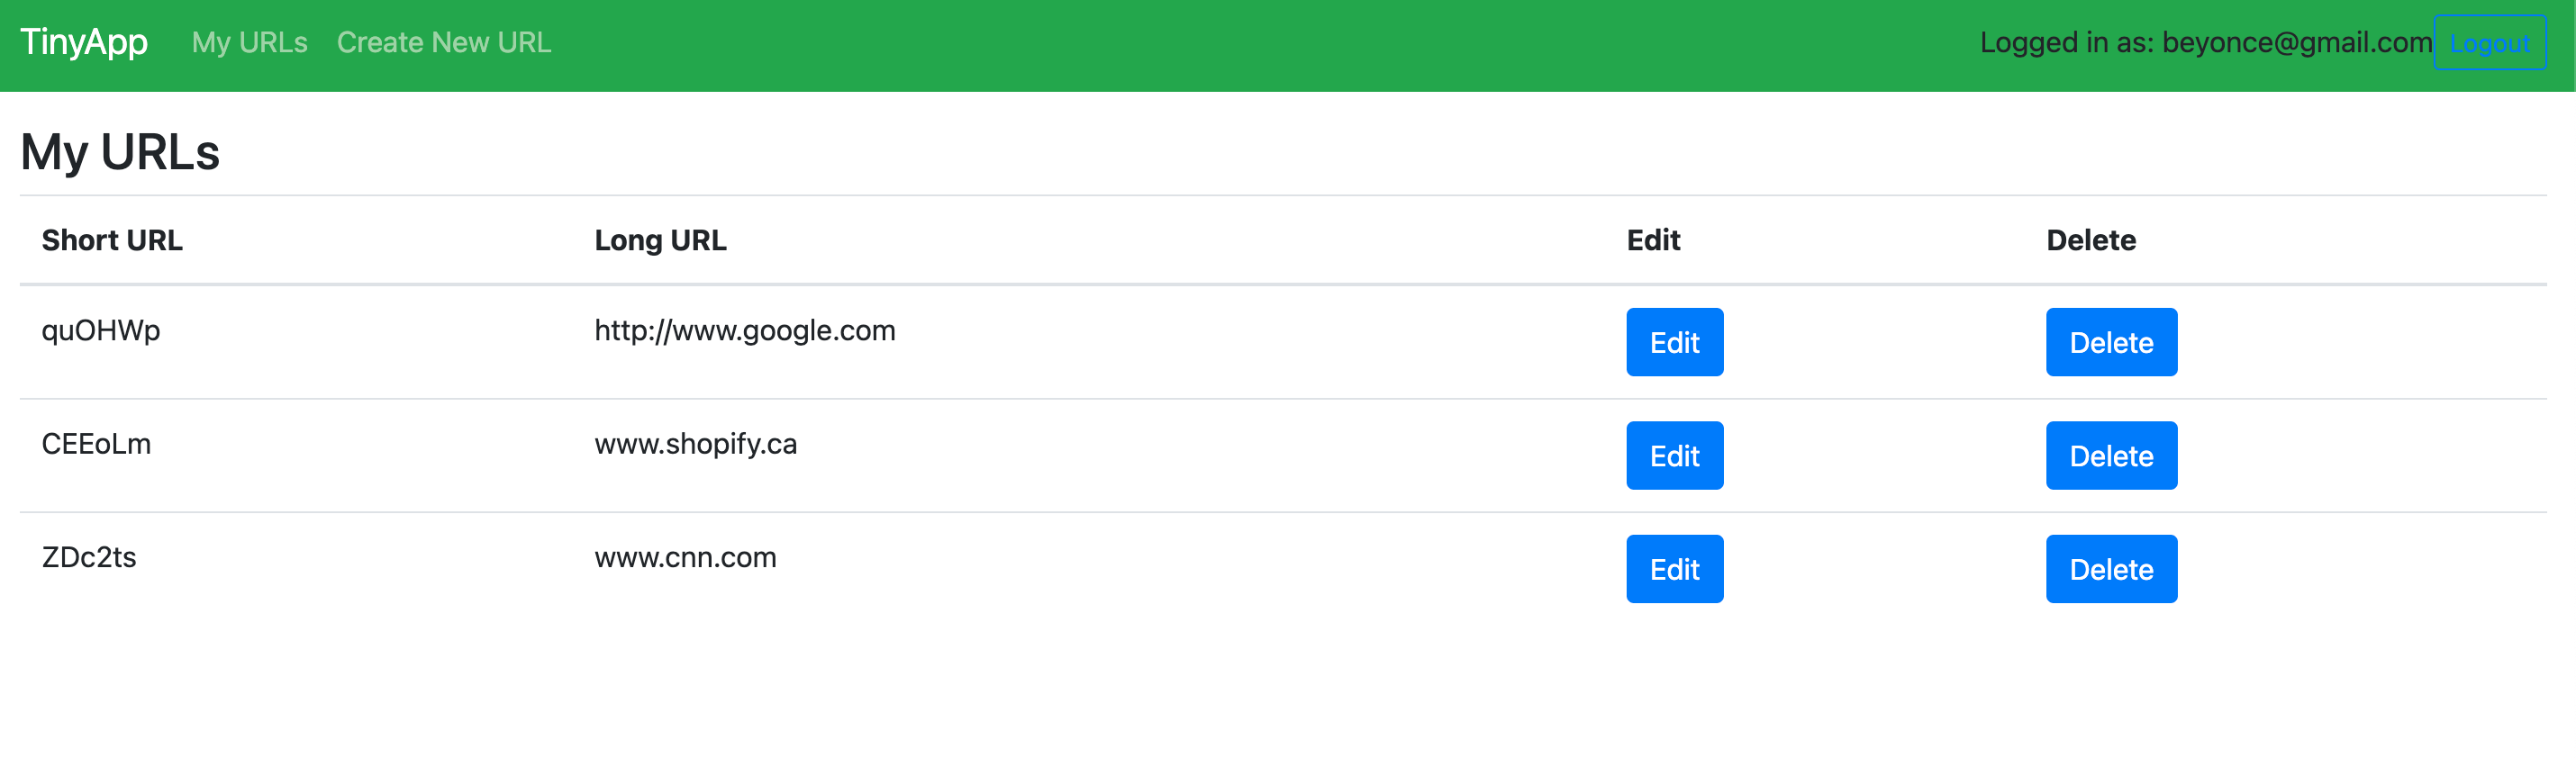 TinyApp My URLs Create New URL Logged in as: beyonce@gmail.com Logout
My URLs
Short URL Long URL Edit Delete
quOHWp http://www.google.com Edit Delete
CEEoLm www.shopify.ca Edit Delete
ZDc2ts www.cnn.com Edit Delete